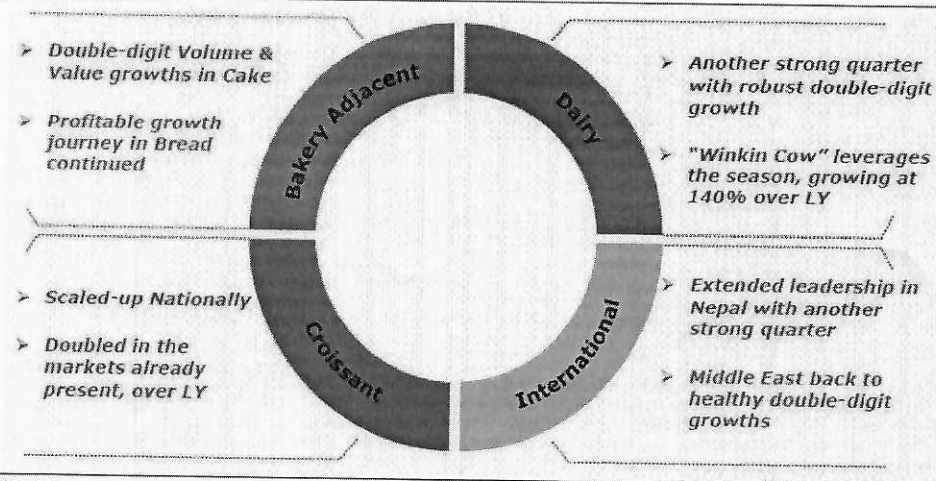 ➢ Double-digit Volume &
Value growths in Cake
➢ Profitable growth
journey in Bread
continued
Bakery Adjacent
Dairy
➢ Another strong quarter
with robust double-digit
growth
➢ "Winkin Cow" leverages
the season, growing at
140% over LY
➢ Scaled-up Nationally
➢ Doubled in the
markets already
present, over LY
Croissant
International
➢ Extended leadership in
Nepal with another
strong quarter
➢ Middle East back to
healthy double-digit
growths